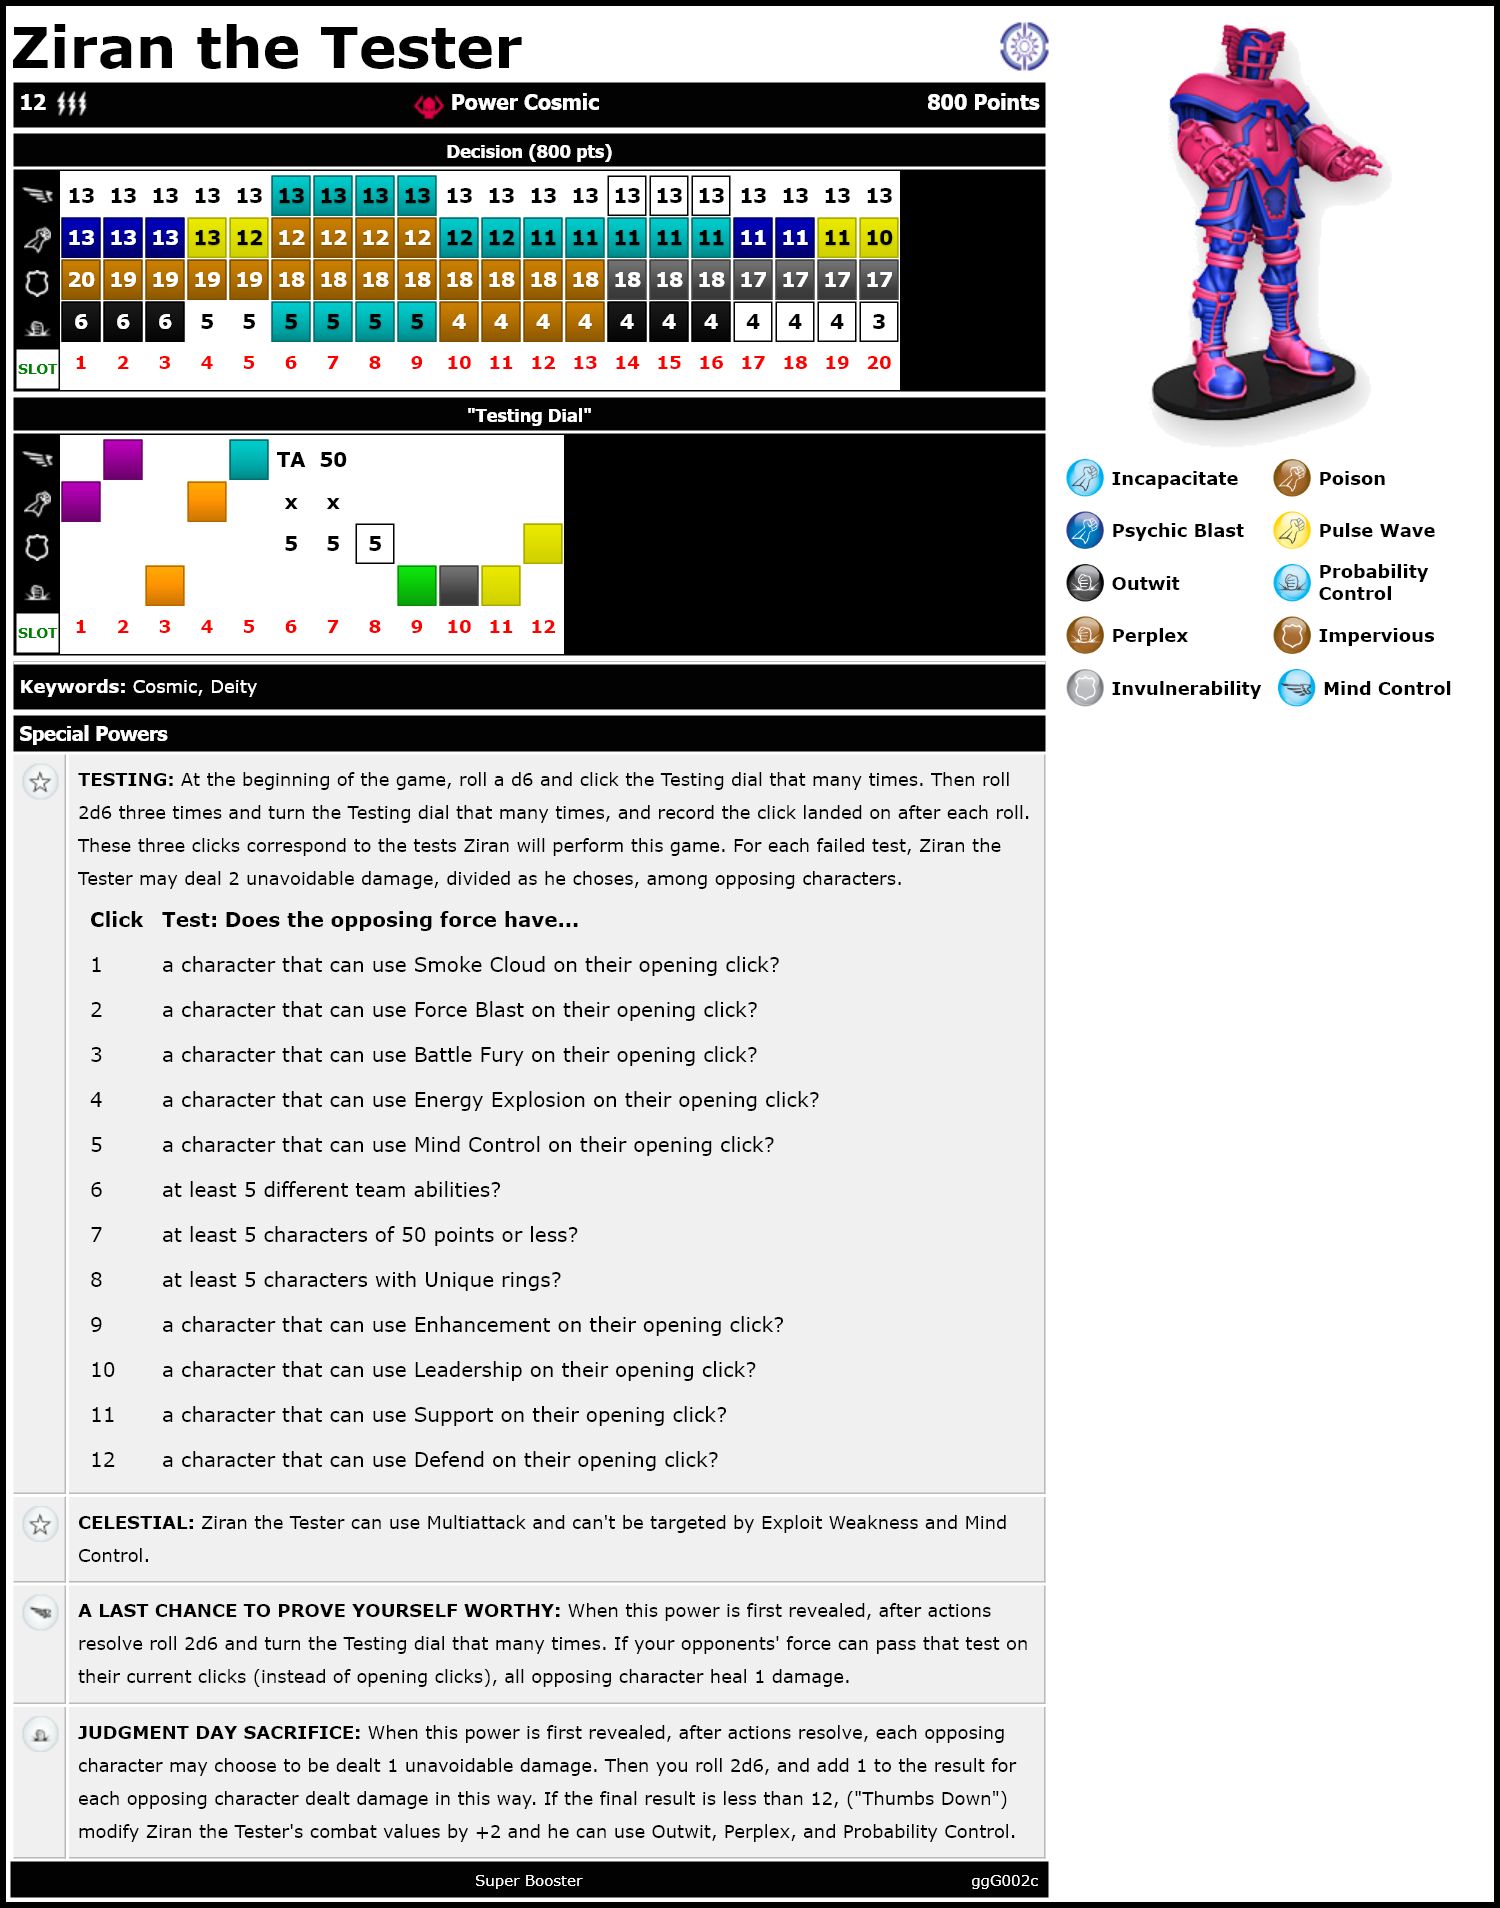 Ziran the Tester
12 Power Cosmic 800 Points
Decision (800 pts)
13 13 13 13 13 13 13 13 13 13 13 13 13 13 13 13 13 13 13 13
13 13 13 13 12 12 12 12 12 12 12 11 11 11 11 11 11 11 11 10
20 19 19 19 19 18 18 18 18 18 18 18 18 18 18 18 17 17 17 17
6 6 6 5 5 5 5 5 5 4 4 4 4 4 4 4 4 4 4 3
SLOT 1 2 3 4 5 6 7 8 9 10 11 12 13 14 15 16 17 18 19 20
"Testing Dial"
TA 50
x x
5 5 5
SLOT 1 2 3 4 5 6 7 8 9 10 11 12
Incapacitate Poison
Psychic Blast Pulse Wave
Outwit Probability
Control
Perplex Impervious
Invulnerability Mind Control
Keywords: Cosmic, Deity
Special Powers
TESTING: At the beginning of the game, roll a d6 and click the Testing dial that many times. Then roll
2d6 three times and turn the Testing dial that many times, and record the click landed on after each roll.
These three clicks correspond to the tests Ziran will perform this game. For each failed test, Ziran the
Tester may deal 2 unavoidable damage, divided as he choses, among opposing characters.
Click Test: Does the opposing force have...
1 a character that can use Smoke Cloud on their opening click?
2 a character that can use Force Blast on their opening click?
3 a character that can use Battle Fury on their opening click?
4 a character that can use Energy Explosion on their opening click?
5 a character that can use Mind Control on their opening click?
6 at least 5 different team abilities?
7 at least 5 characters of 50 points or less?
8 at least 5 characters with Unique rings?
9 a character that can use Enhancement on their opening click?
10 a character that can use Leadership on their opening click?
11 a character that can use Support on their opening click?
12 a character that can use Defend on their opening click?
CELESTIAL: Ziran the Tester can use Multiattack and can't be targeted by Exploit Weakness and Mind
Control.
A LAST CHANCE TO PROVE YOURSELF WORTHY: When this power is first revealed, after actions
resolve roll 2d6 and turn the Testing dial that many times. If your opponents' force can pass that test on
their current clicks (instead of opening clicks), all opposing character heal 1 damage.
JUDGMENT DAY SACRIFICE: When this power is first revealed, after actions resolve, each opposing
character may choose to be dealt 1 unavoidable damage. Then you roll 2d6, and add 1 to the result for
each opposing character dealt damage in this way. If the final result is less than 12, ("Thumbs Down")
modify Ziran the Tester's combat values by +2 and he can use Outwit, Perplex, and Probability Control.
Super Booster ggG002c